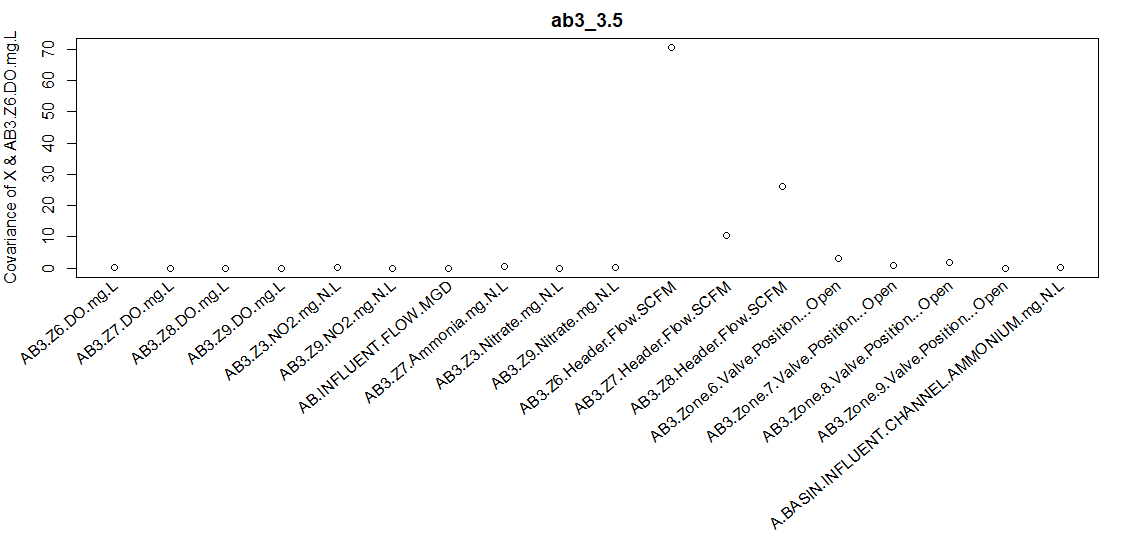 ab3_3.5
Covariance of X & AB3.Z6.DO.mg.L
70
60
50
40
30
20
10
0
AB3.Z6.DO.mg.L
AB3.Z7.DO.mg.L
AB3.Z8.DO.mg.L
AB3.Z9.DO.mg.L
AB3.Z3.NO2.mg.N.L
AB3.Z9.NO2.mg.N.L
AB.INFLUENT.FLOW.MGD
AB3.Z7.Ammonia.mg.N.L
AB3.Z3.Nitrate.mg.N.L
AB3.Z9.Nitrate.mg.N.L
AB3.Z6.Header.Flow.SCFM
AB3.Z7.Header.Flow.SCFM
AB3.Z8.Header.Flow.SCFM
AB3.Zone.6.Valve.Position...Open
AB3.Zone.7.Valve.Position...Open
AB3.Zone.8.Valve.Position...Open
AB3.Zone.9.Valve.Position...Open
A.BASIN.INFLUENT.CHANNEL.AMMONIUM.mg.N.L